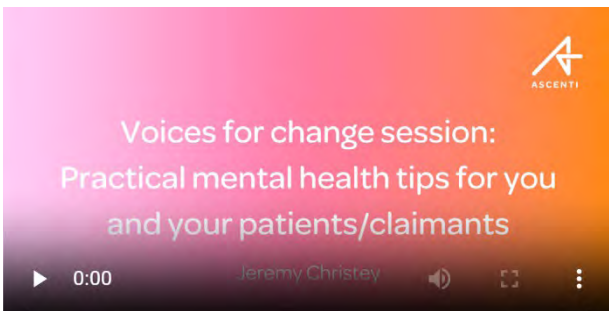 ASCENTI
Voices for change session:
Practical mental health tips for you
and your patients/claimants
Jeremy Christey
0:00